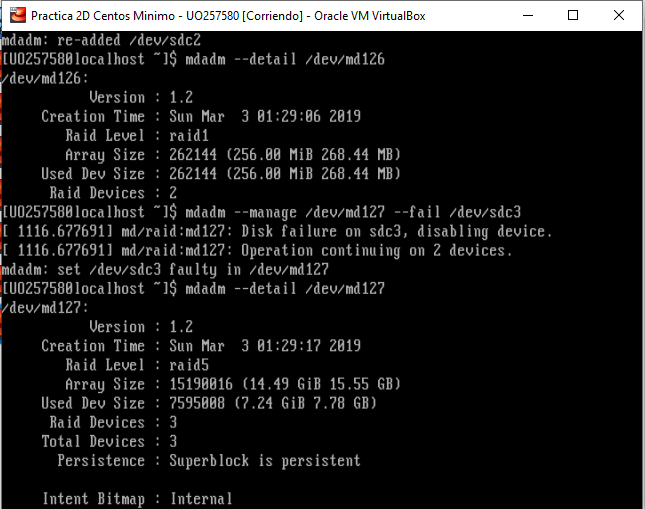 Practica 2D Centos Minimo - UO257580 [Corriendo] - Oracle VM VirtualBox
mdadm: re-added /dev/sdc2
[UO257580@localhost ~]$ mdadm --detail /dev/md126
/dev/md126:
Version : 1.2
Creation Time : Sun Mar 3 01:29:06 2019
Raid Level : raid1
Array Size : 262144 (256.00 MiB 268.44 MB)
Used Dev Size : 262144 (256.00 MiB 268.44 MB)
Raid Devices : 2
[UO257580@localhost ~]$ mdadm --manage /dev/md127 --fail /dev/sdc3
[ 1116.677691] md/raid:md127: Disk failure on sdc3, disabling device.
[ 1116.677691] md/raid:md127: Operation continuing on 2 devices.
mdadm: set /dev/sdc3 faulty in /dev/md127
[UO257580@localhost ~]$ mdadm --detail /dev/md127
/dev/md127:
Version : 1.2
Creation Time : Sun Mar 3 01:29:17 2019
Raid Level : raid5
Array Size : 15190016 (14.49 GiB 15.55 GB)
Used Dev Size : 7595008 (7.24 GiB 7.78 GB)
Raid Devices : 3
Total Devices : 3
Persistence : Superblock is persistent
Intent Bitmap : Internal